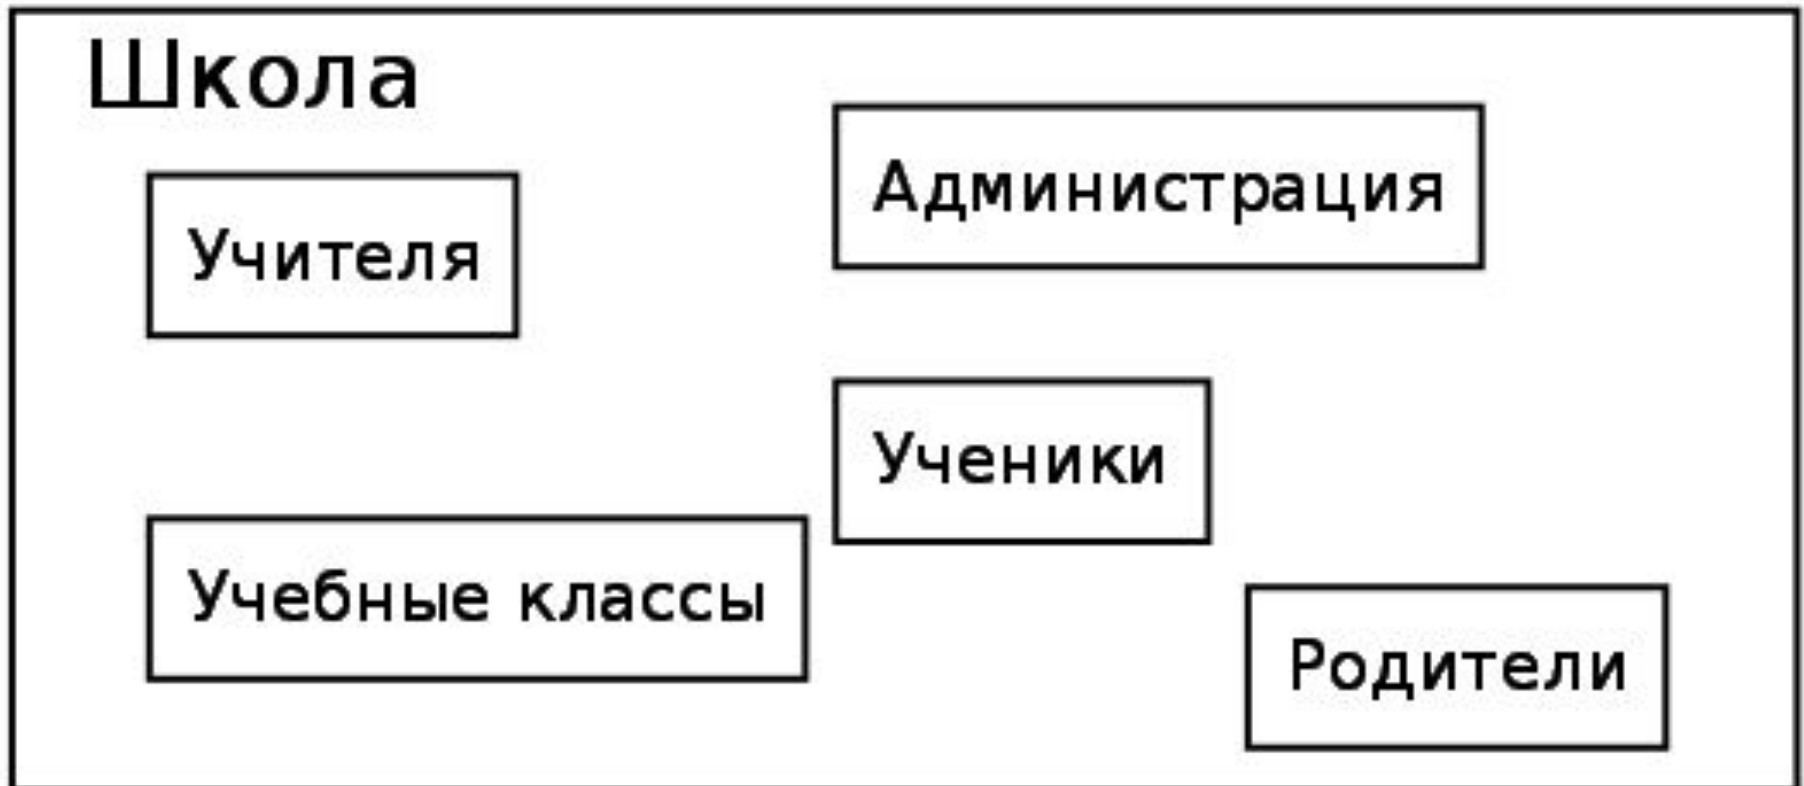 Школа
Администрация
Учителя
Ученики
Учебные классы
Родители